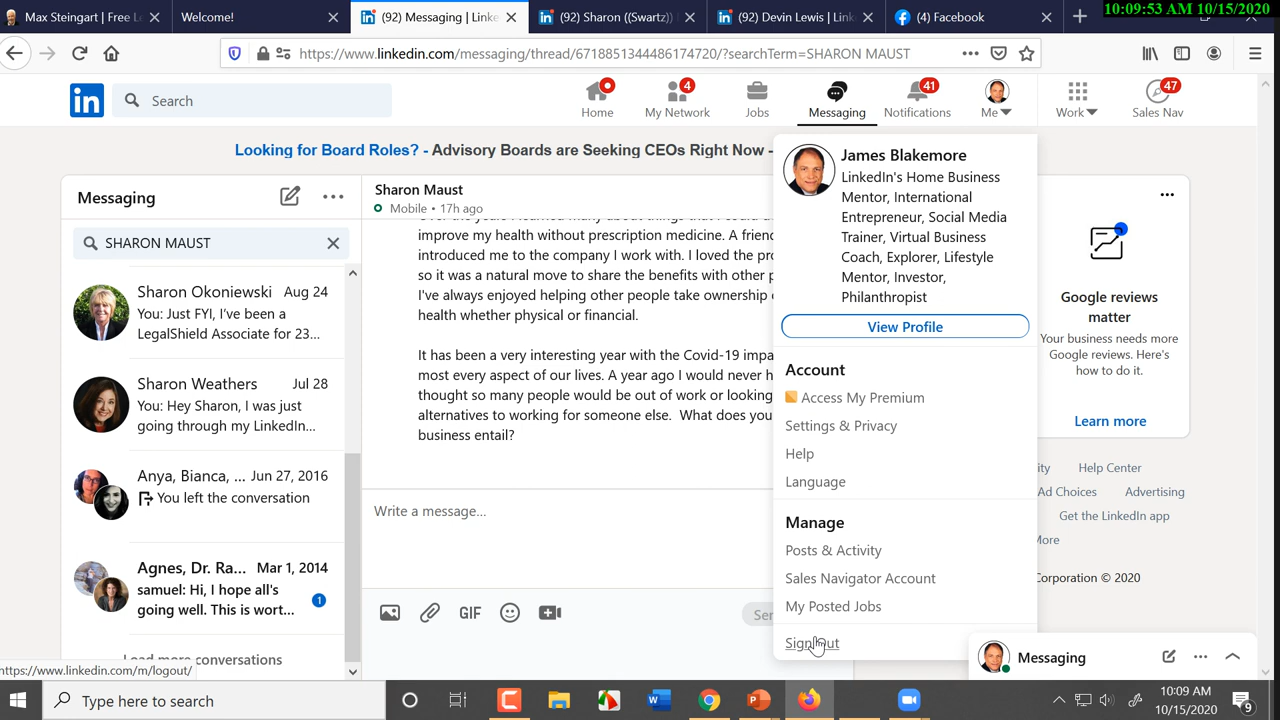 10:09:53 AM 10/15/2020
Max Steingart | Free L
Welcome!
(92) Messaging | Linke
(92) Sharon ((Swartz))
(92) Devin Lewis | Link
(4) Facebook
https://www.linkedin.com/messaging/thread/6718851344486174720/?searchTerm=SHARON MAUST
in
Search
4
41
47
Home
My Network
Jobs
Messaging
Notifications
Me
Work
Sales Nav
Looking for Board Roles? - Advisory Boards are Seeking CEOs Right Now -
Messaging
SHARON MAUST
Sharon Okoniewski Aug 24
You: Just FYI, I've been a
LegalShield Associate for 23...
Sharon Weathers Jul 28
You: Hey Sharon, I was just
going through my LinkedIn...
Anya, Bianca, ... Jun 27, 2016
You left the conversation
Agnes, Dr. Ra... Mar 1, 2014
samuel: Hi, I hope all's
going well. This is wort...
1
Load more conversations
https://www.linkedin.com/m/logout/
Sharon Maust
Mobile • 17h ago
improve my health without prescription medicine. A friend
introduced me to the company I work with. I loved the pro
so it was a natural move to share the benefits with other p
I've always enjoyed helping other people take ownership
health whether physical or financial.
It has been a very interesting year with the Covid-19 impa
most every aspect of our lives. A year ago I would never h
thought so many people would be out of work or looking
alternatives to working for someone else. What does you
business entail?
Write a message...
GIF
Sen
James Blakemore
LinkedIn's Home Business
Mentor, International
Entrepreneur, Social Media
Trainer, Virtual Business
Coach, Explorer, Lifestyle
Mentor, Investor,
Philanthropist
View Profile
Account
Access My Premium
Settings & Privacy
Help
Language
Manage
Posts & Activity
Sales Navigator Account
My Posted Jobs
Sign Out
Google reviews
matter
Your business needs more
Google reviews. Here's
how to do it.
Learn more
ity Help Center
Ad Choices Advertising
Get the LinkedIn app
More
Corporation © 2020
Messaging
Type here to search
10:09 AM
10/15/2020
9